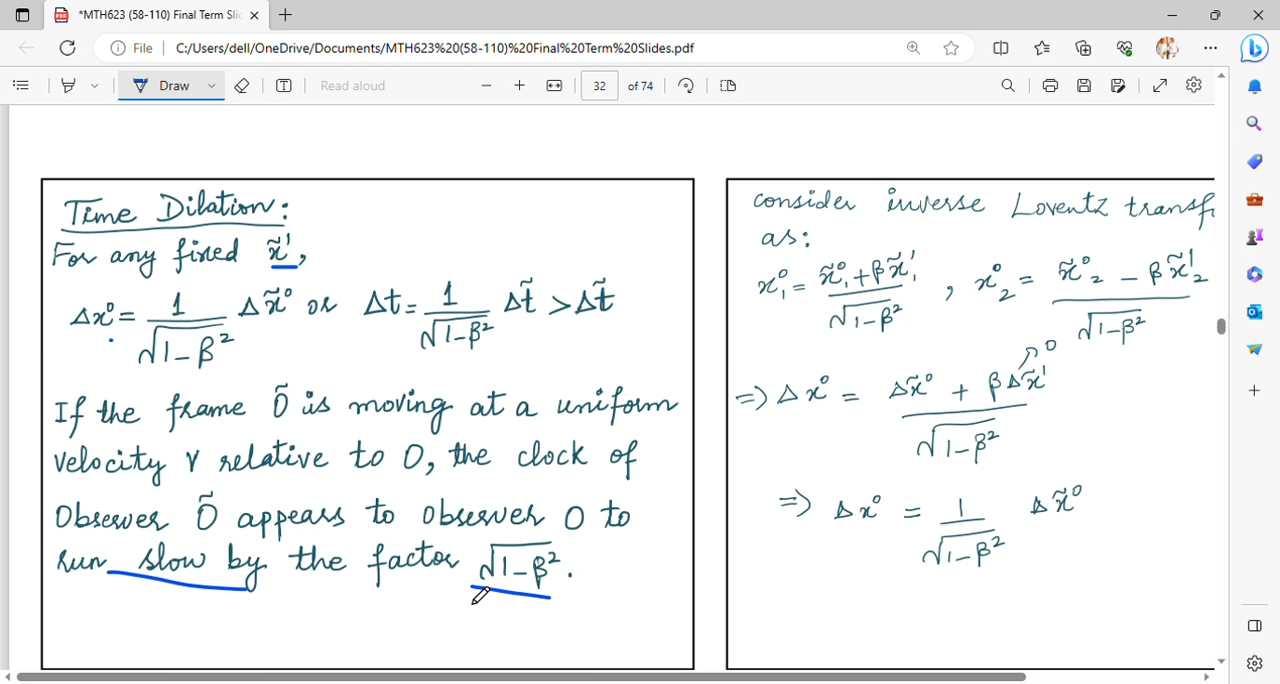 *MTH623 (58-110) Final Term Slid
File
C:/Users/dell/OneDrive/Documents/MTH623%20(58-110)%20Final%20Term%20Slides.pdf
Draw
Read aloud
32 of 74
Time Dilation:
For any fixed x̃¹,
Δx⁰ = 1/√(1-β²) Δx̃⁰ or Δt = 1/√(1-β²) Δt̃ > Δt̃
If the frame Õ is moving at a uniform
velocity v relative to O, the clock of
Observer Õ appears to observer O to
run slow by the factor √(1-β²).
consider inverse Lorentz transf
as:
x⁰₁ = (x̃⁰₁ + βx̃¹₁)/√(1-β²) , x⁰₂ = (x̃⁰₂ - βx̃¹₂)/√(1-β²)
0
=> Δx⁰ = (Δx̃⁰ + βΔx̃¹)/√(1-β²)
=> Δx⁰ = 1/√(1-β²) Δx̃⁰